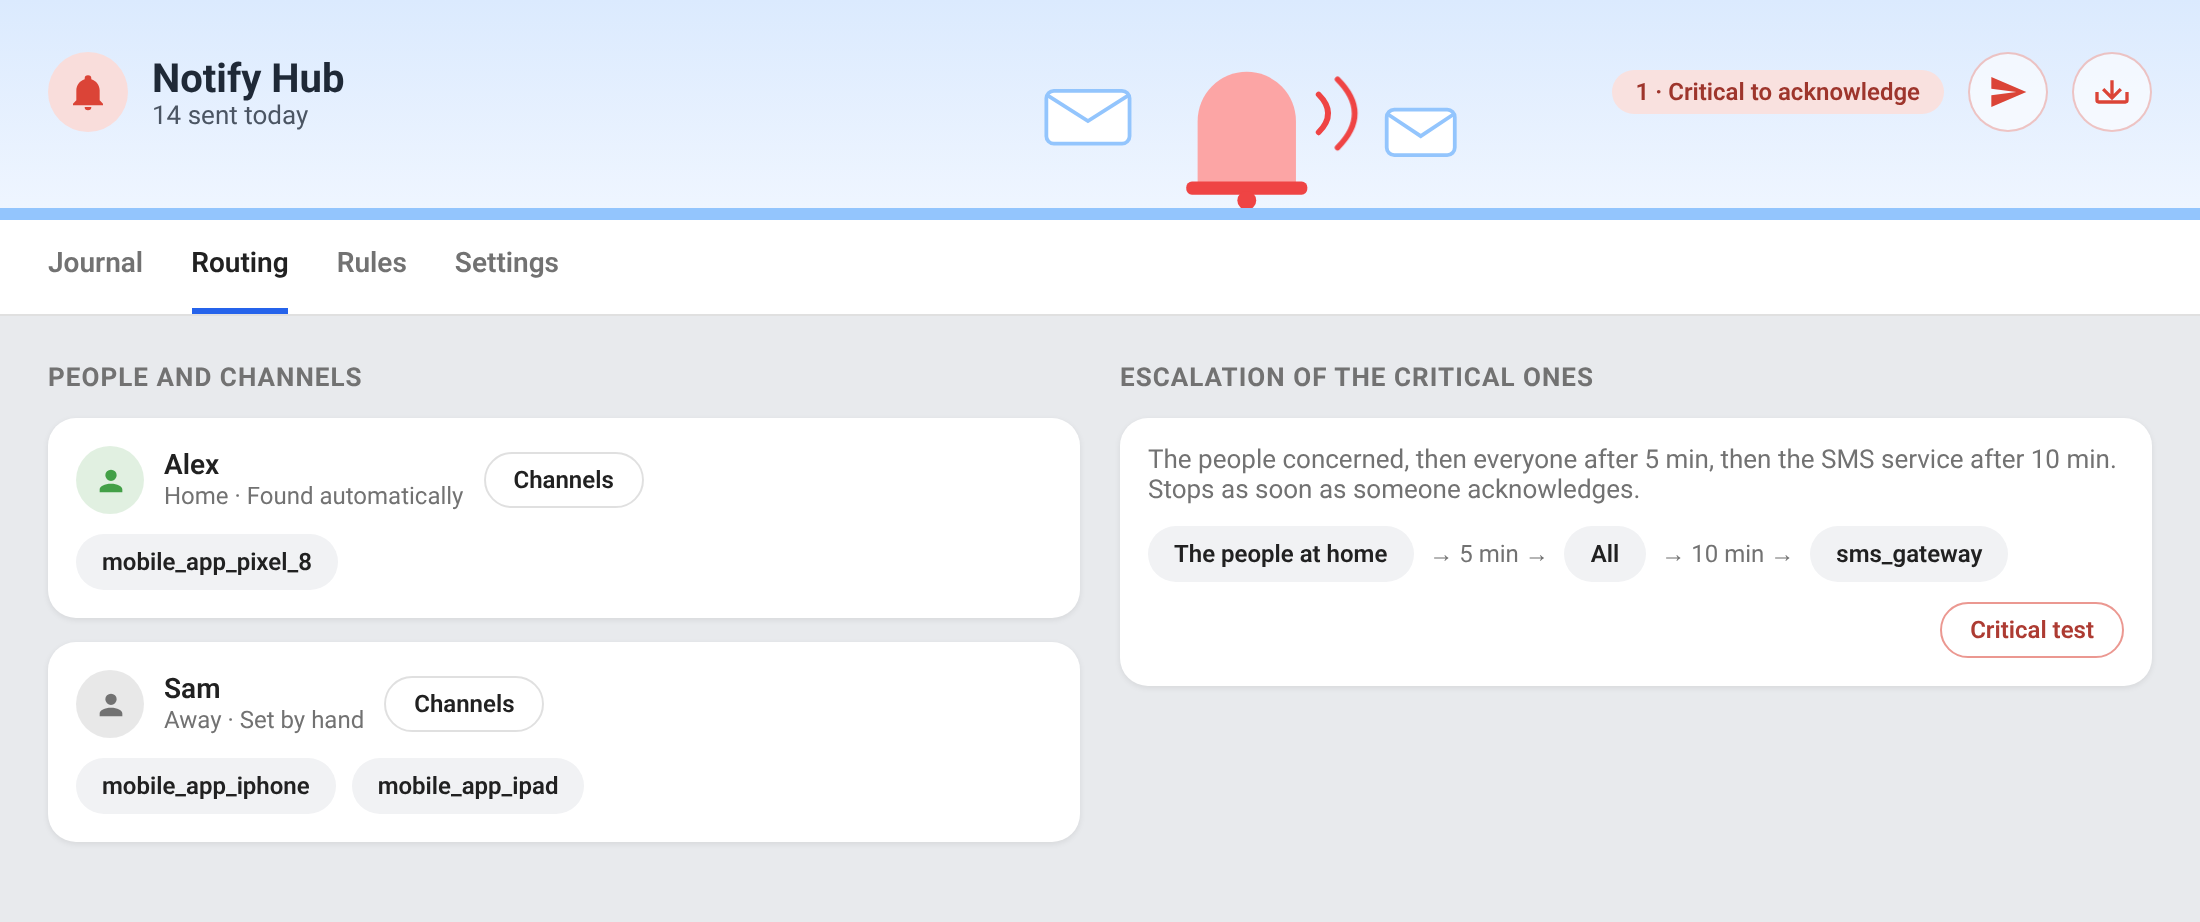 Notify Hub
14 sent today
1 · Critical to acknowledge
Journal
Routing
Rules
Settings
PEOPLE AND CHANNELS
Alex
Home · Found automatically
Channels
mobile_app_pixel_8
Sam
Away · Set by hand
Channels
mobile_app_iphone
mobile_app_ipad
ESCALATION OF THE CRITICAL ONES
The people concerned, then everyone after 5 min, then the SMS service after 10 min.
Stops as soon as someone acknowledges.
The people at home → 5 min → All → 10 min → sms_gateway
Critical test